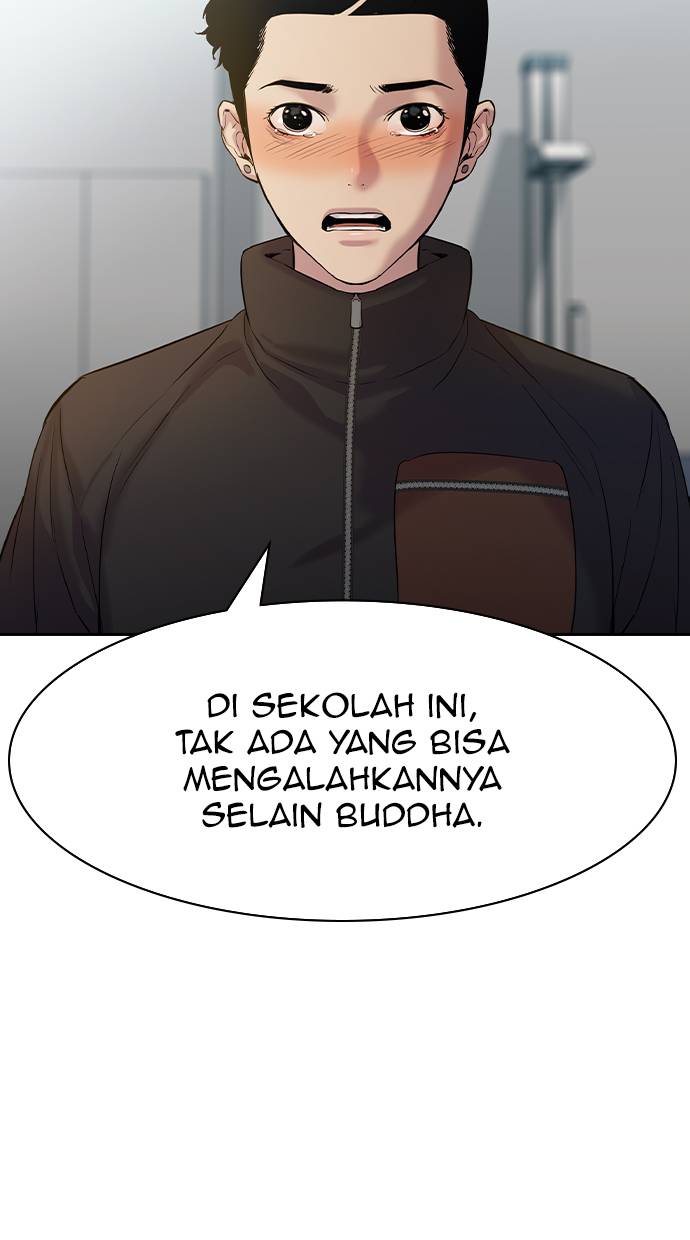 DI SEKOLAH INI,
TAK ADA YANG BISA
MENGALAHKANNYA
SELAIN BUDDHA.